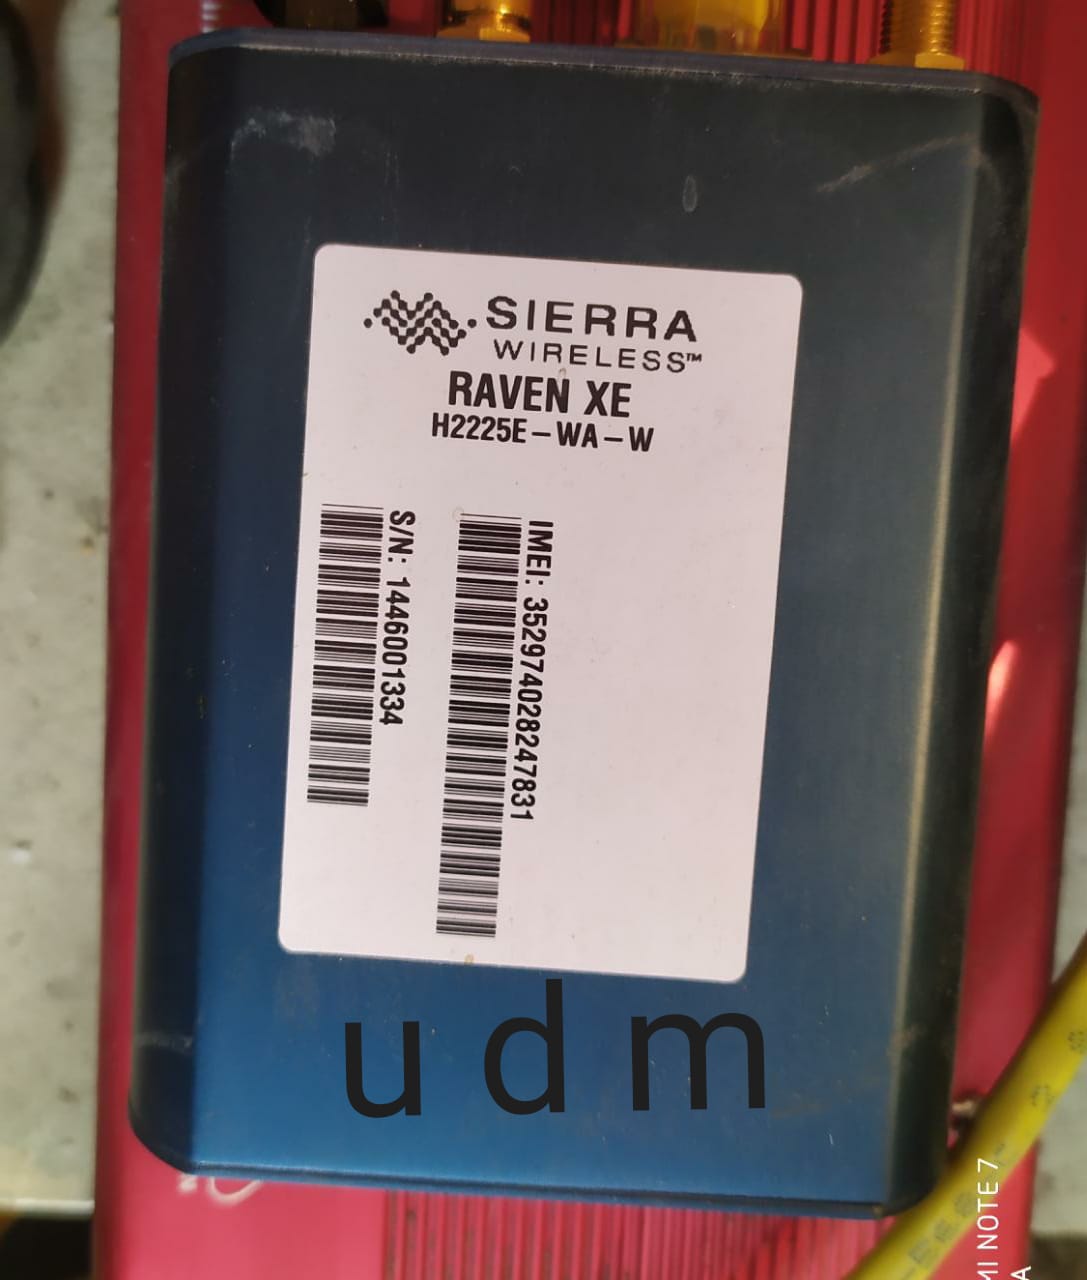 SIERRA
WIRELESS™
RAVEN XE
H2225E-WA-W
IMEI: 352974028247831
S/N: 1446001334
u d m
MI NOTE 7